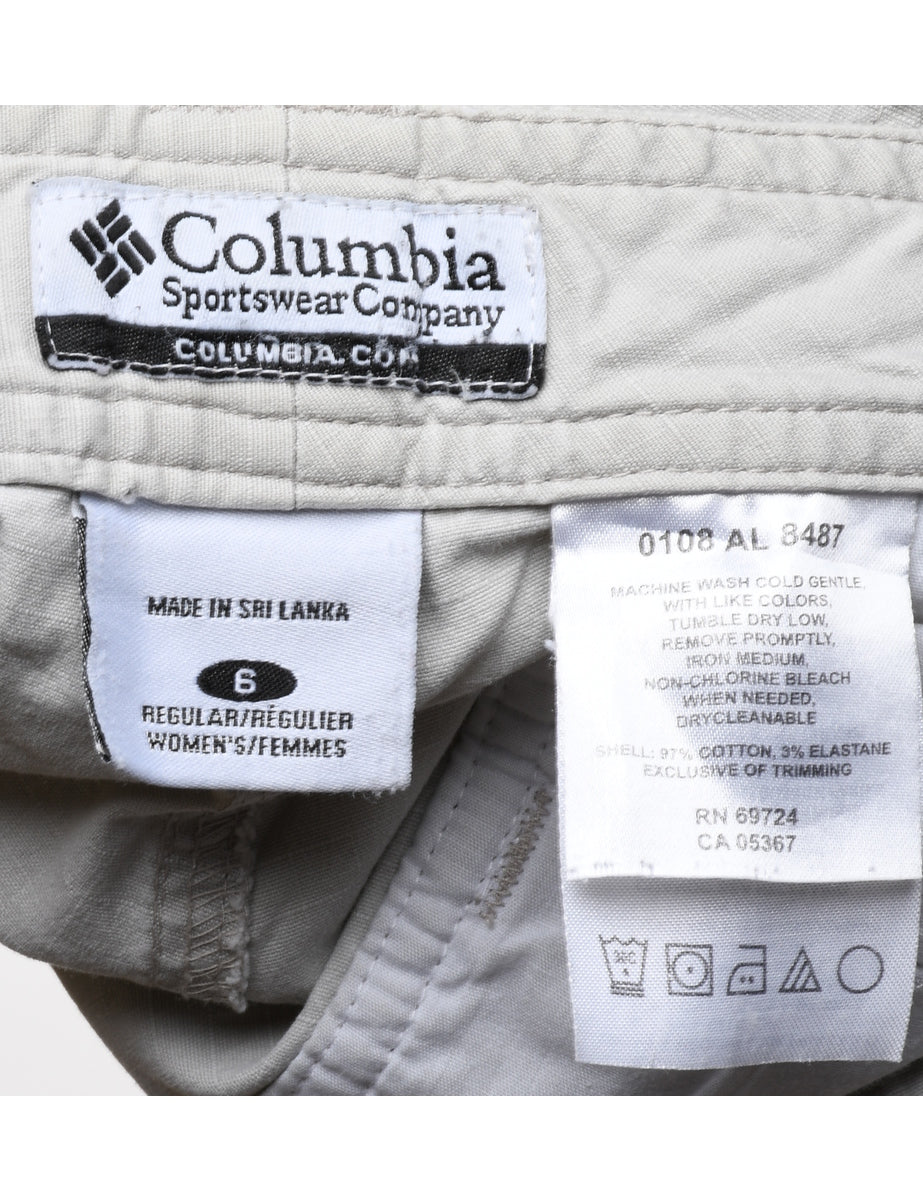 Columbia
Sportswear Company
COLUMBIA.COM
MADE IN SRI LANKA
6
REGULAR/RÉGULIER
WOMEN'S/FEMMES
0108 AL 8487
MACHINE WASH COLD GENTLE,
WITH LIKE COLORS,
TUMBLE DRY LOW,
REMOVE PROMPTLY,
IRON MEDIUM,
NON-CHLORINE BLEACH
WHEN NEEDED,
DRYCLEANABLE
SHELL: 97% COTTON, 3% ELASTANE
EXCLUSIVE OF TRIMMING
RN 69724
CA 05367